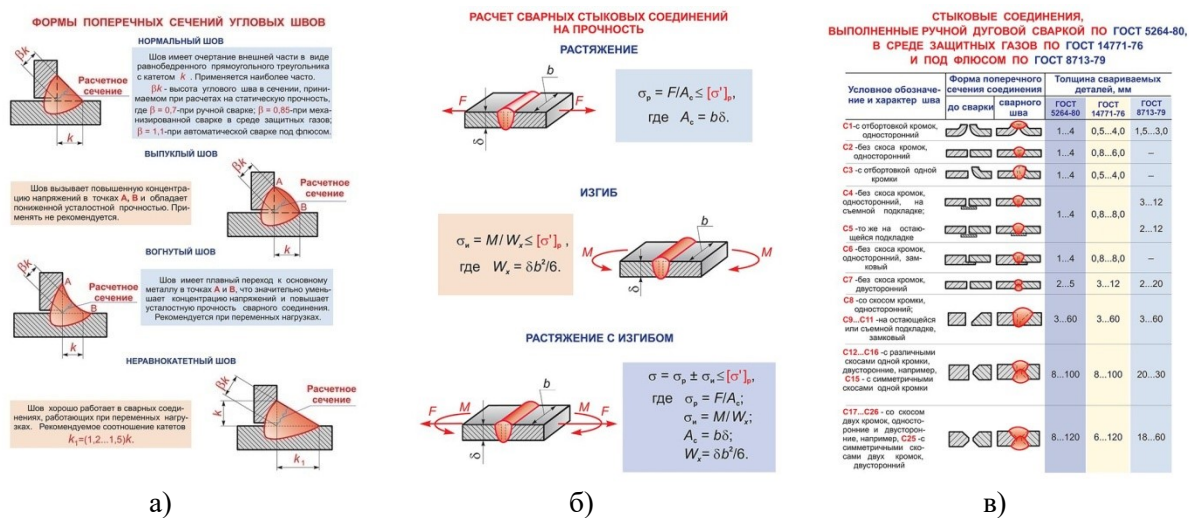 ФОРМЫ ПОПЕРЕЧНЫХ СЕЧЕНИЙ УГЛОВЫХ ШВОВ
НОРМАЛЬНЫЙ ШОВ
βk
Расчетное
сечение
k
Шов имеет очертание внешней части в виде
равнобедренного прямоугольного треугольника
с катетом k . Применяется наиболее часто.
βk - высота углового шва в сечении, прини-
маемом при расчетах на статическую прочность,
где β = 0,7-при ручной сварке; β = 0,85-при меха-
низированной сварке в среде защитных газов;
β = 1,1-при автоматической сварке под флюсом.
ВЫПУКЛЫЙ ШОВ
Шов вызывает повышенную концентра-
цию напряжений в точках А, В и обладает
пониженной усталостной прочностью. При-
менять не рекомендуется.
βk
A
Расчетное
сечение
B
k
ВОГНУТЫЙ ШОВ
βk
A
Расчетное
сечение
B
k
Шов имеет плавный переход к основному
металлу в точках А и В, что значительно умень-
шает концентрацию напряжений и повышает
усталостную прочность сварного соединения.
Рекомендуется при переменных нагрузках.
НЕРАВНОКАТЕТНЫЙ ШОВ
Шов хорошо работает в сварных соеди-
нениях, работающих при переменных нагруз-
ках. Рекомендуемое соотношение катетов
k₁=(1,2...1,5)k.
βk
k
Расчетное
сечение
k₁
а)
РАСЧЕТ СВАРНЫХ СТЫКОВЫХ СОЕДИНЕНИЙ
НА ПРОЧНОСТЬ
РАСТЯЖЕНИЕ
b
F
F
δ
σр = F/Aс ≤ [σ']р,
где Aс = bδ.
ИЗГИБ
σи = M/Wx ≤ [σ']р ,
где Wx = δb²/6.
b
M
M
δ
РАСТЯЖЕНИЕ С ИЗГИБОМ
b
F
M
M
F
δ
σ = σр ± σи ≤ [σ']р,
где σр = F/Aс;
σи = M/Wx;
Aс = bδ;
Wx = δb²/6.
б)
СТЫКОВЫЕ СОЕДИНЕНИЯ,
ВЫПОЛНЕННЫЕ РУЧНОЙ ДУГОВОЙ СВАРКОЙ ПО ГОСТ 5264-80,
В СРЕДЕ ЗАЩИТНЫХ ГАЗОВ ПО ГОСТ 14771-76
И ПОД ФЛЮСОМ ПО ГОСТ 8713-79
Условное обозначе-
ние и характер шва
Форма поперечного
сечения соединения
до сварки
сварного
шва
Толщина свариваемых
деталей, мм
ГОСТ
5264-80
ГОСТ
14771-76
ГОСТ
8713-79
С1-с отбортовкой кромок,
односторонний
1...4 0,5...4,0 1,5...3,0
С2 -без скоса кромок,
односторонний
1...4 0,8...6,0 –
С3 -с отбортовкой одной
кромки
1...4 0,5...4,0 –
С4 -без скоса кромок,
односторонний, на
съемной подкладке;
3...12
1...4 0,8...8,0
С5 -то же на остаю-
щейся подкладке
2...12
С6 -без скоса кромок,
односторонний, зам-
ковый
1...4 0,8...8,0 –
С7 -без скоса кромок,
двусторонний
2...5 3...12 2...20
С8 -со скосом кромки,
односторонний;
С9...С11 -на остающейся
или съемной подкладке,
замковый
3...60 3...60 3...60
С12...С16 -с различными
скосами одной кромки,
двусторонние, например,
С15 - с симметричными
скосами одной кромки
8...100 8...100 20...30
С17...С26 -со скосом
двух кромок, односто-
ронние и двусторон-
ние, например, С25 -с
симметричными ско-
сами двух кромок,
двусторонний
8...120 6...120 18...60
в)